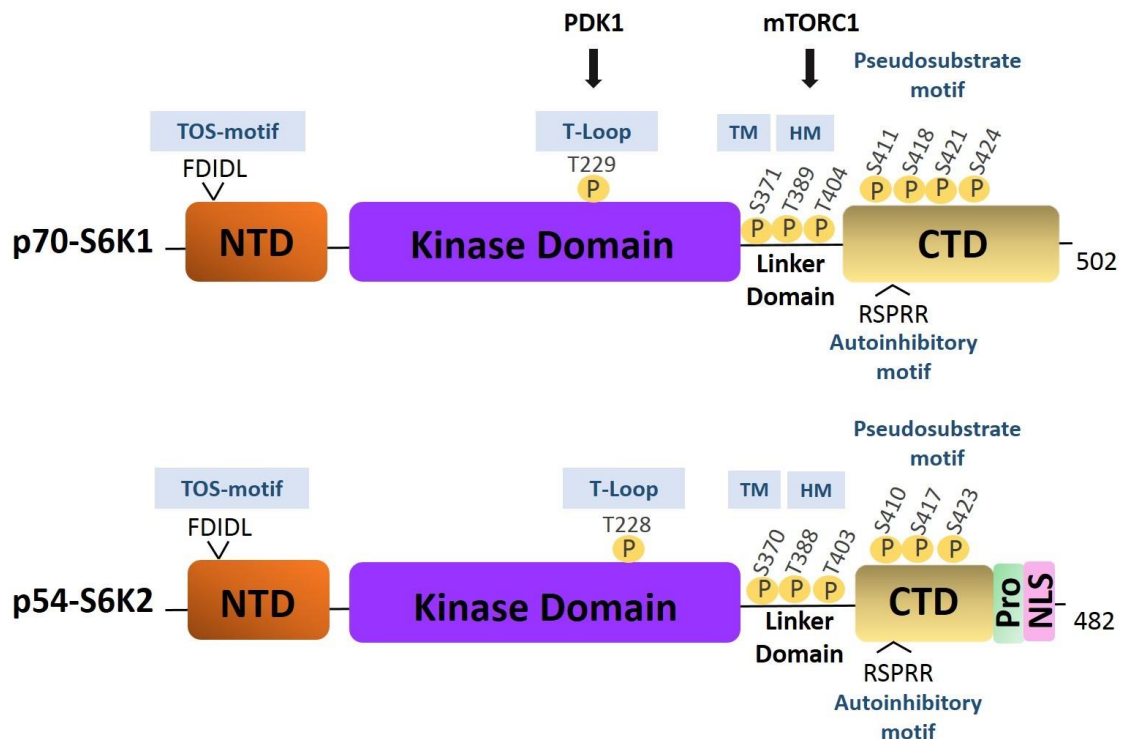 PDK1
mTORC1
Pseudosubstrate
motif
TOS-motif
T-Loop
TM
HM
FDIDL
T229
P
S371
T389
T404
P
P
P
S411
S418
S421
S424
P
P
P
P
p70-S6K1
NTD
Kinase Domain
Linker
Domain
CTD
502
RSPRR
Autoinhibitory
motif
Pseudosubstrate
motif
TOS-motif
T-Loop
TM
HM
FDIDL
T228
P
S370
T388
T403
P
P
P
S410
S417
S423
P
P
P
p54-S6K2
NTD
Kinase Domain
Linker
Domain
CTD
Pro
NLS
482
RSPRR
Autoinhibitory
motif